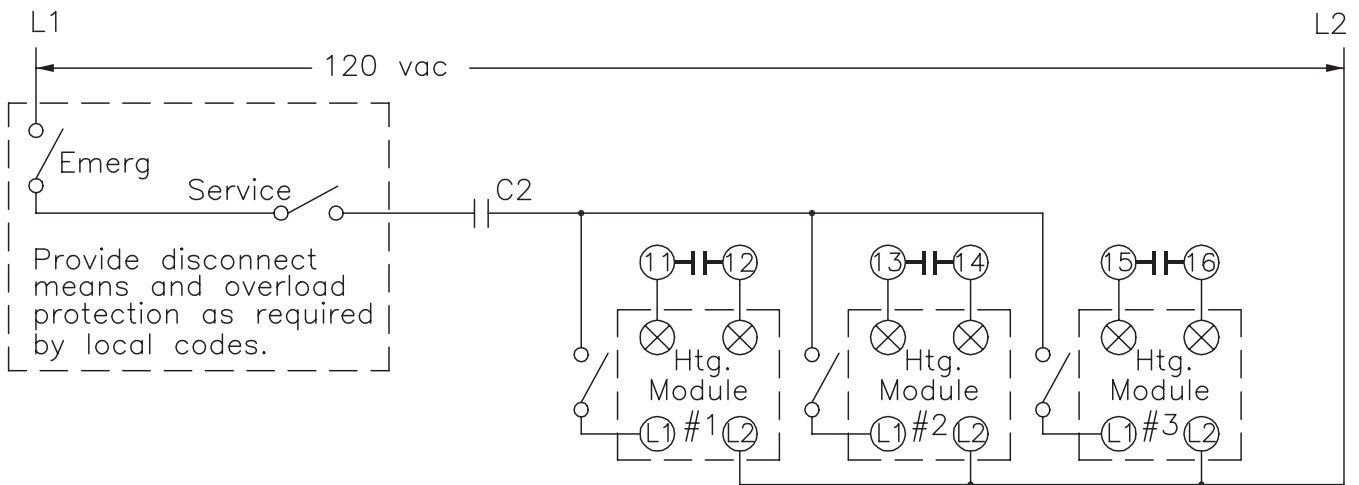 L1
L2
120 vac
Emerg
Service
C2
Provide disconnect
means and overload
protection as required
by local codes.
11 12
13 14
15 16
Htg.
Module
#1
L1 L2
Htg.
Module
#2
L1 L2
Htg.
Module
#3
L1 L2